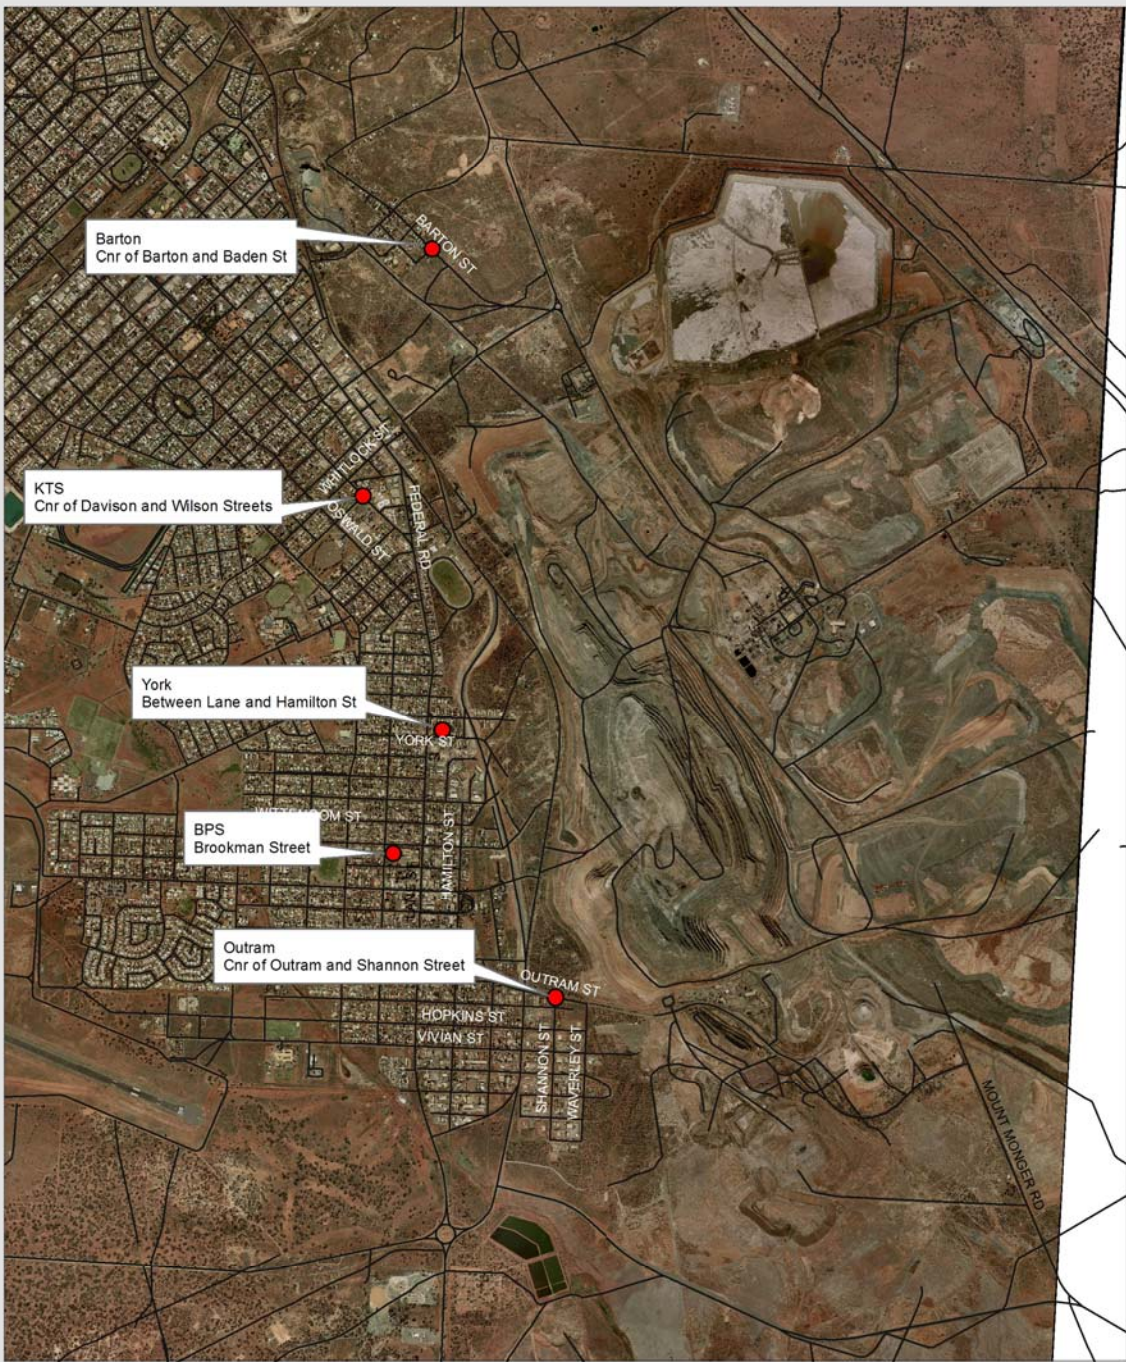 BARTON ST
Barton
Cnr of Barton and Baden St
WHITLOCK ST
KTS
Cnr of Davison and Wilson Streets
OSWALD ST
FEDERAL RD
York
Between Lane and Hamilton St
YORK ST
ST
BPS
Brookman Street
HAMILTON ST
Outram
Cnr of Outram and Shannon Street
OUTRAM ST
HOPKINS ST
VIVIAN ST
SHANNON ST
WAVERLEY ST
MOUNT MONGER RD